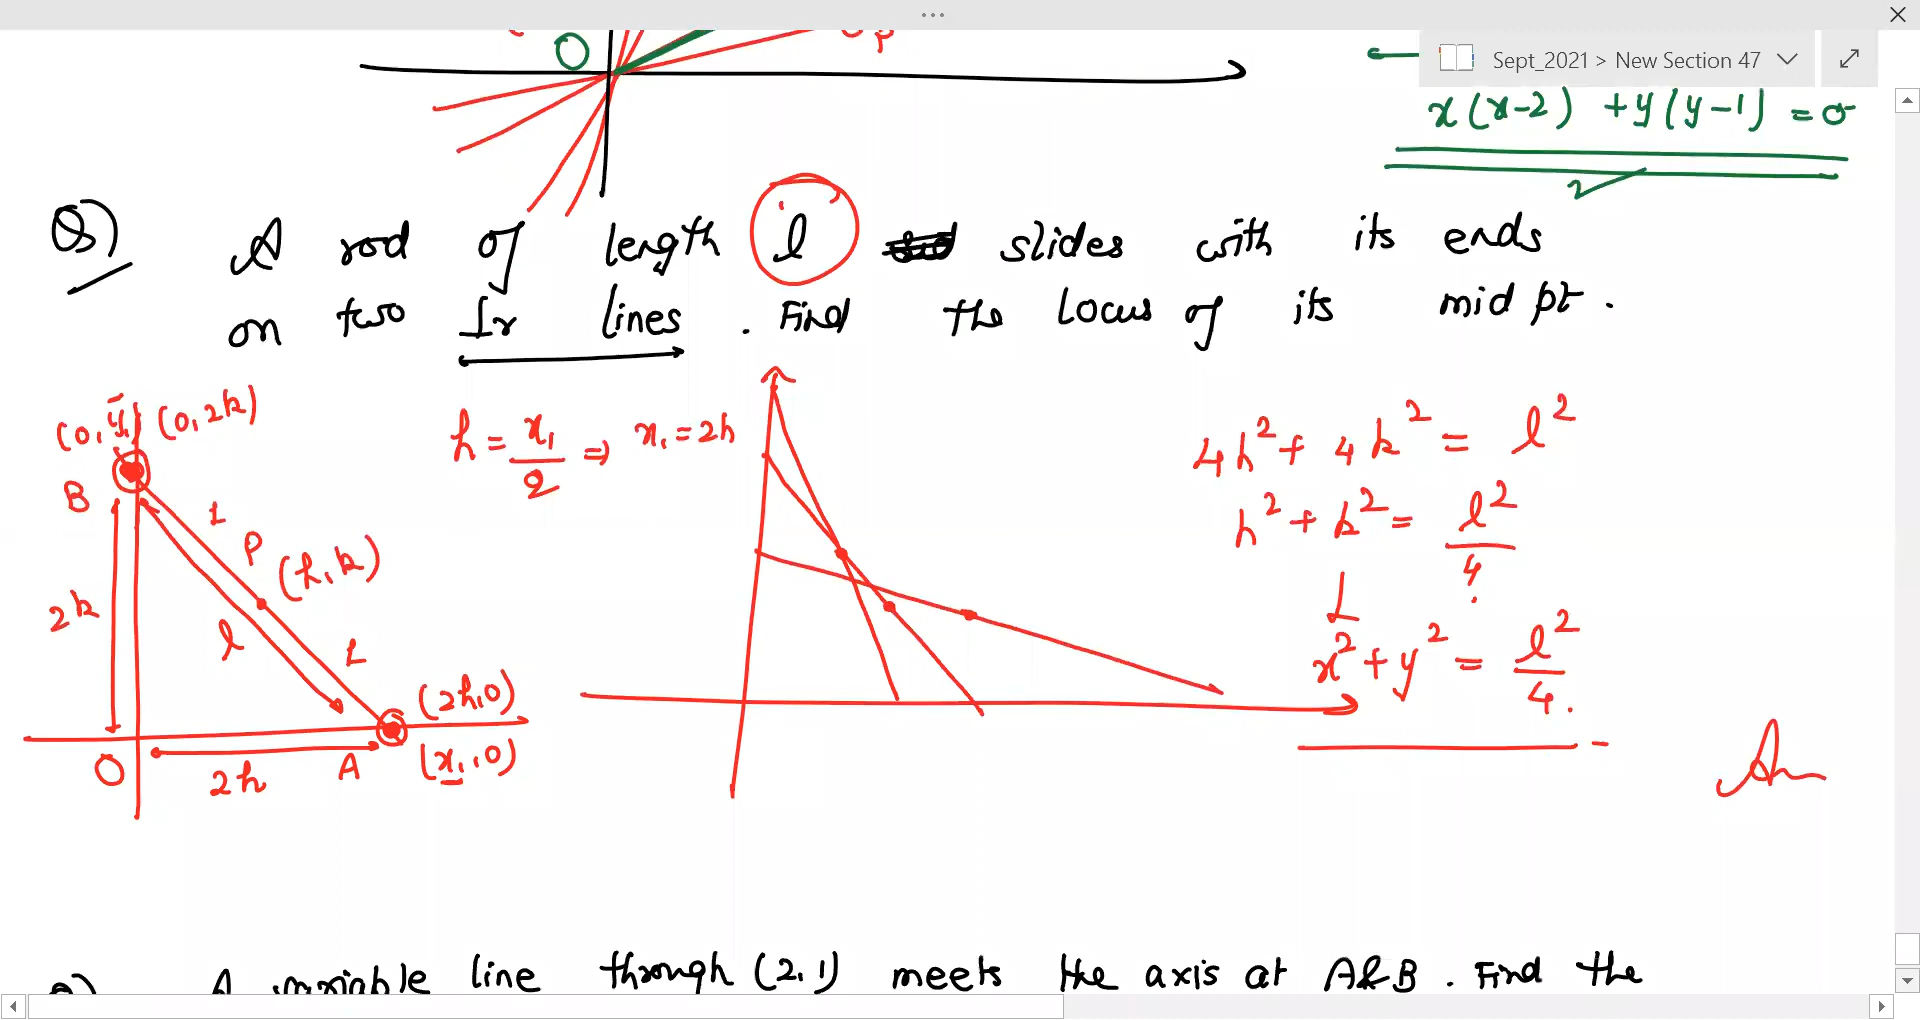 O
P
Sept_2021 > New Section 47
x(x-2) + y(y-1) = 0
Q) A rod of length l slides with its ends
on two ⊥r lines . Find the locus of its mid pt .
(0, y₁) (0, 2k)
B
h = x₁/2 ⇒ x₁ = 2h
4h² + 4k² = l²
h² + k² = l²/4
1
P
(h, k)
2k
l
1
x² + y² = l²/4 .
(2h, 0)
O
2h
A
(x₁, 0)
An
Q) A variable line through (2, 1) meets the axis at A&B . Find the